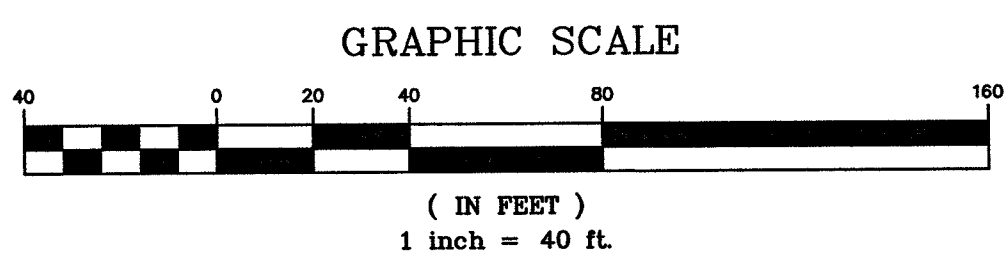 GRAPHIC SCALE
40 0 20 40 80 160
( IN FEET )
1 inch = 40 ft.